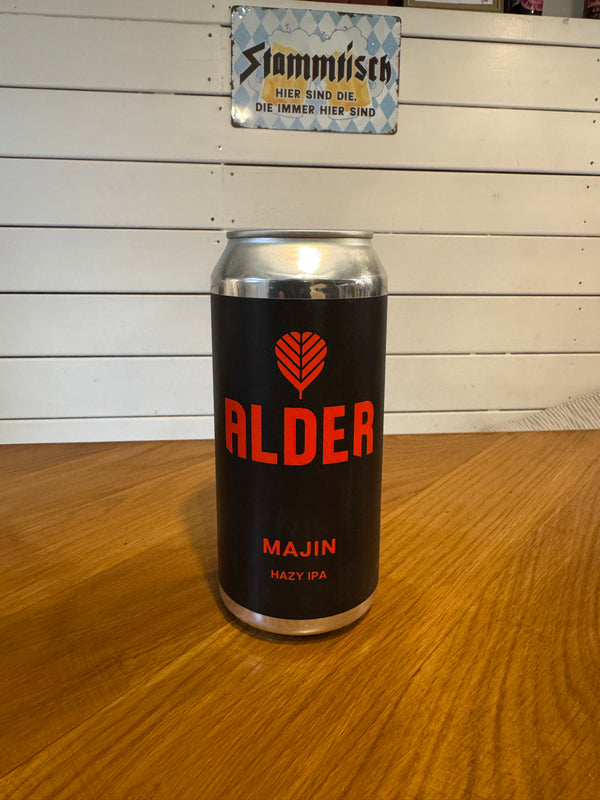 Stammtisch
HIER SIND DIE,
DIE IMMER HIER SIND
ALDER
MAJIN
HAZY IPA